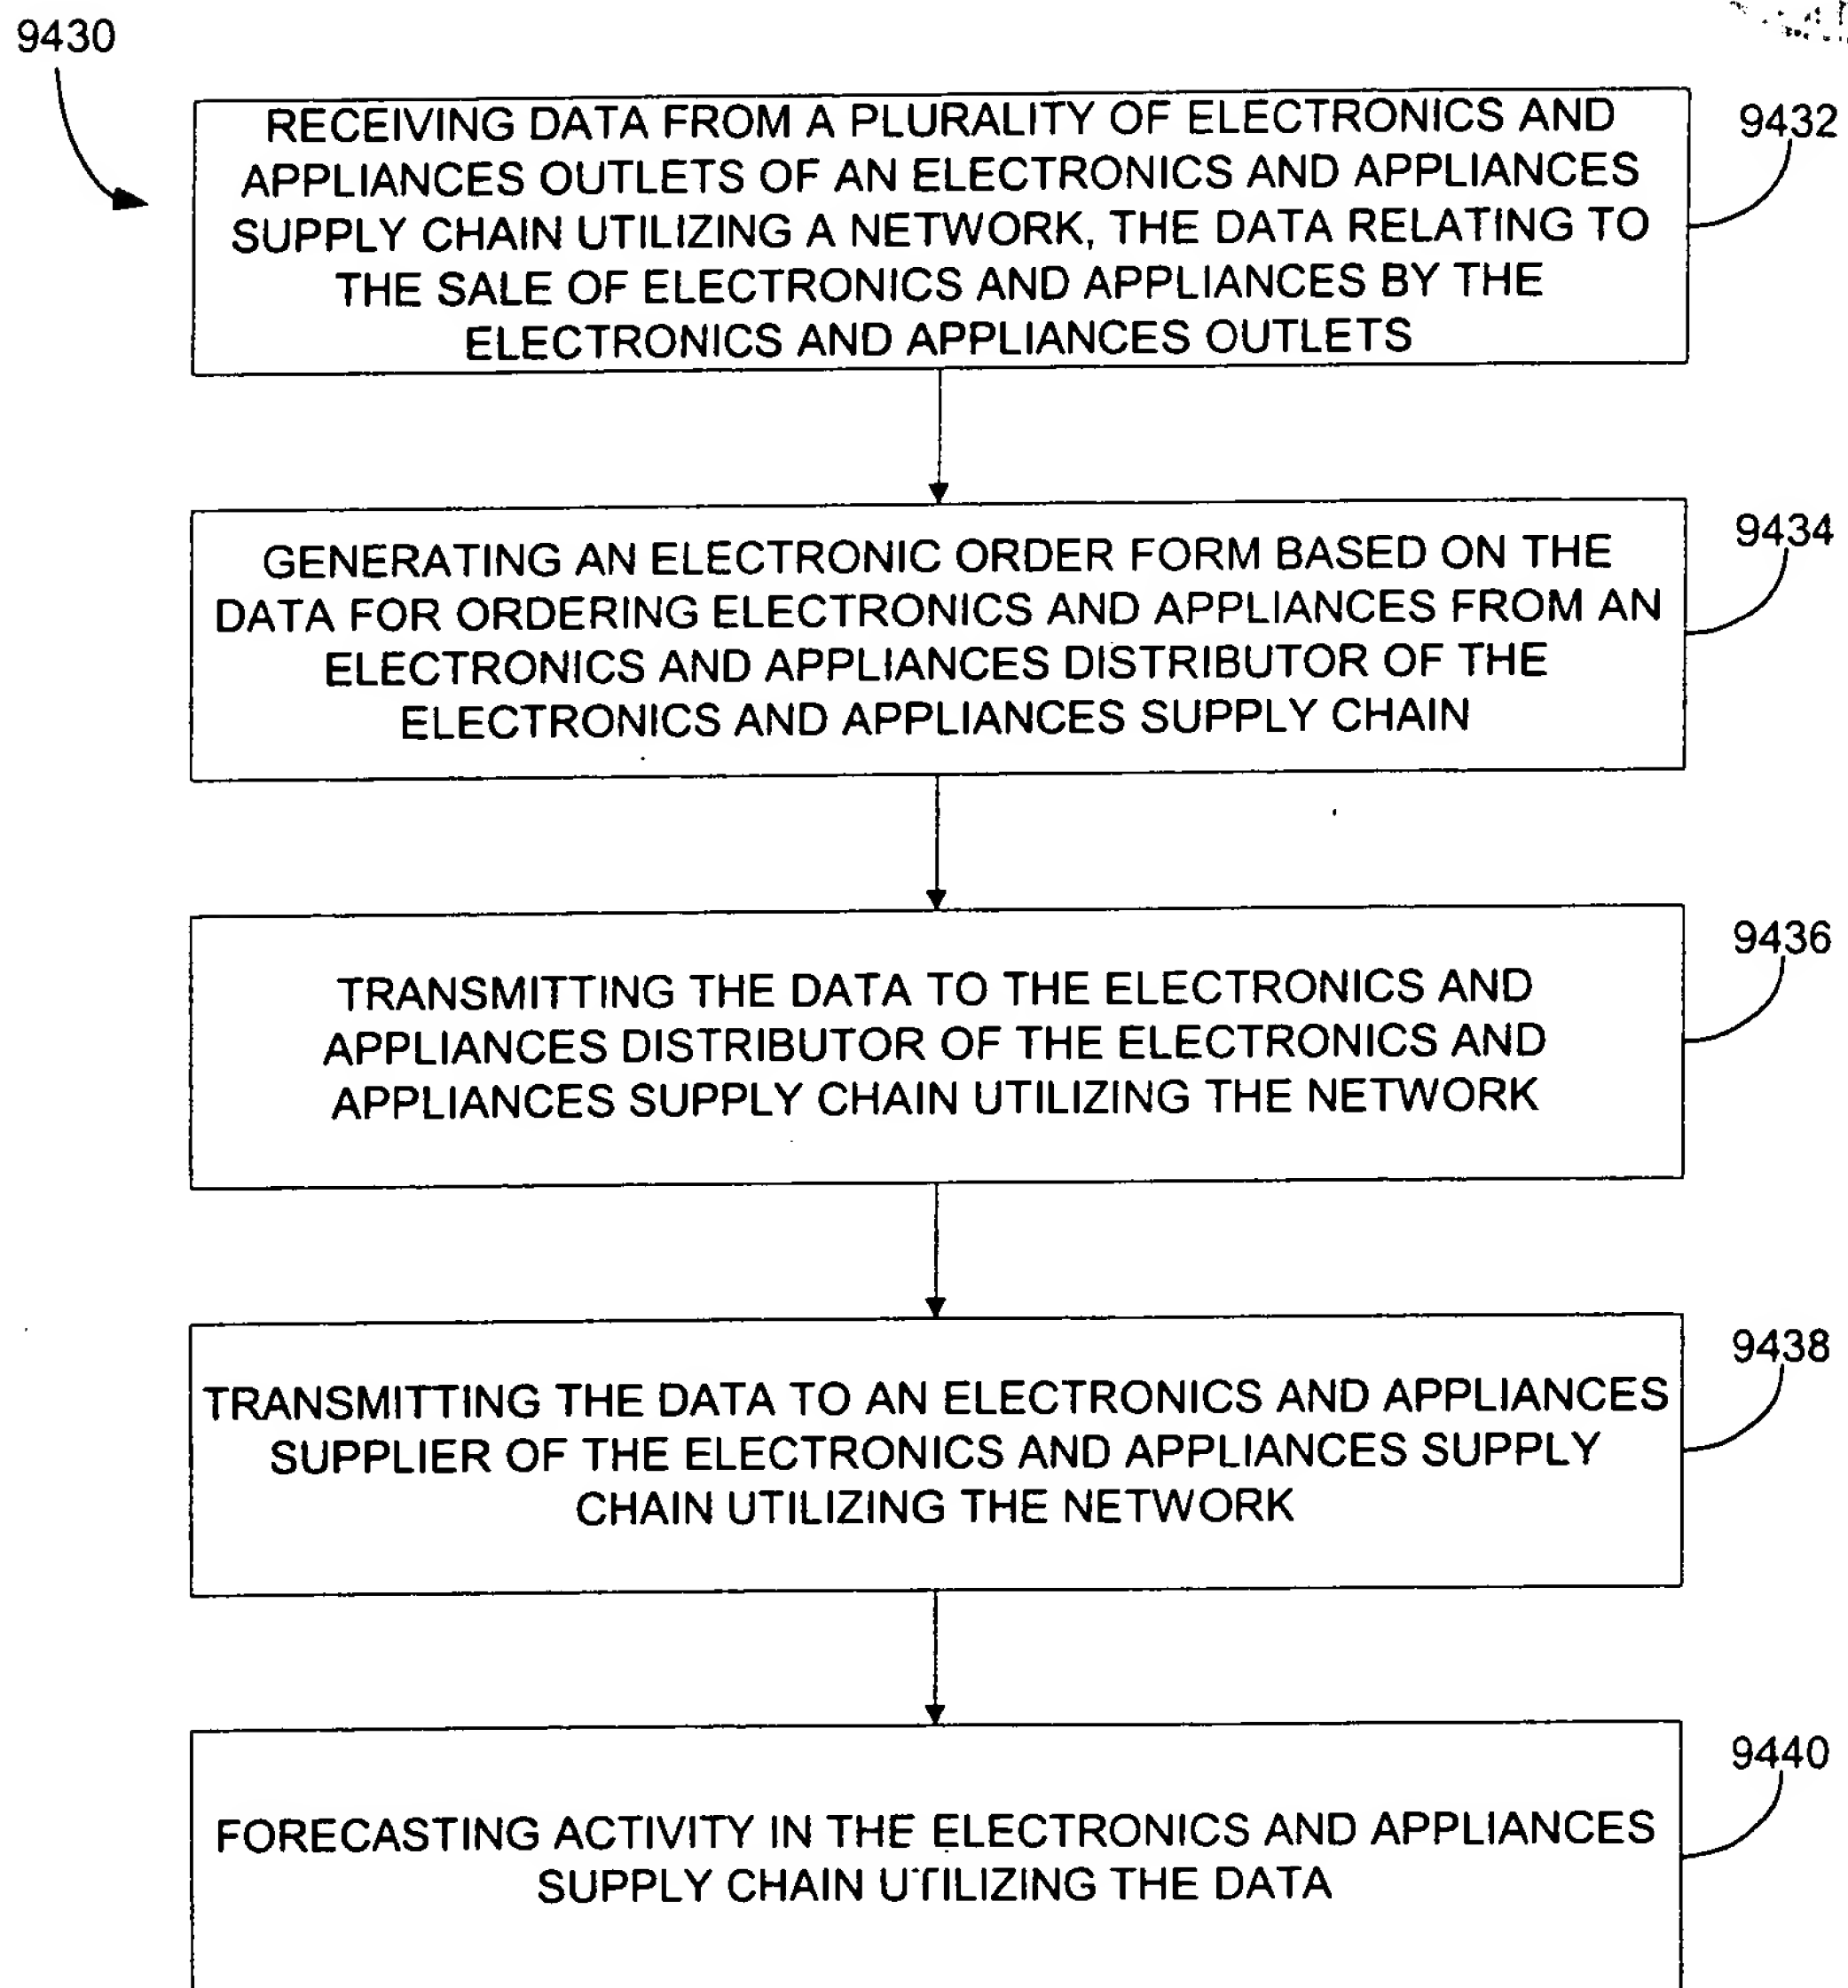 9430
RECEIVING DATA FROM A PLURALITY OF ELECTRONICS AND
APPLIANCES OUTLETS OF AN ELECTRONICS AND APPLIANCES
SUPPLY CHAIN UTILIZING A NETWORK, THE DATA RELATING TO
THE SALE OF ELECTRONICS AND APPLIANCES BY THE
ELECTRONICS AND APPLIANCES OUTLETS
9432
GENERATING AN ELECTRONIC ORDER FORM BASED ON THE
DATA FOR ORDERING ELECTRONICS AND APPLIANCES FROM AN
ELECTRONICS AND APPLIANCES DISTRIBUTOR OF THE
ELECTRONICS AND APPLIANCES SUPPLY CHAIN
9434
TRANSMITTING THE DATA TO THE ELECTRONICS AND
APPLIANCES DISTRIBUTOR OF THE ELECTRONICS AND
APPLIANCES SUPPLY CHAIN UTILIZING THE NETWORK
9436
TRANSMITTING THE DATA TO AN ELECTRONICS AND APPLIANCES
SUPPLIER OF THE ELECTRONICS AND APPLIANCES SUPPLY
CHAIN UTILIZING THE NETWORK
9438
FORECASTING ACTIVITY IN THE ELECTRONICS AND APPLIANCES
SUPPLY CHAIN UTILIZING THE DATA
9440